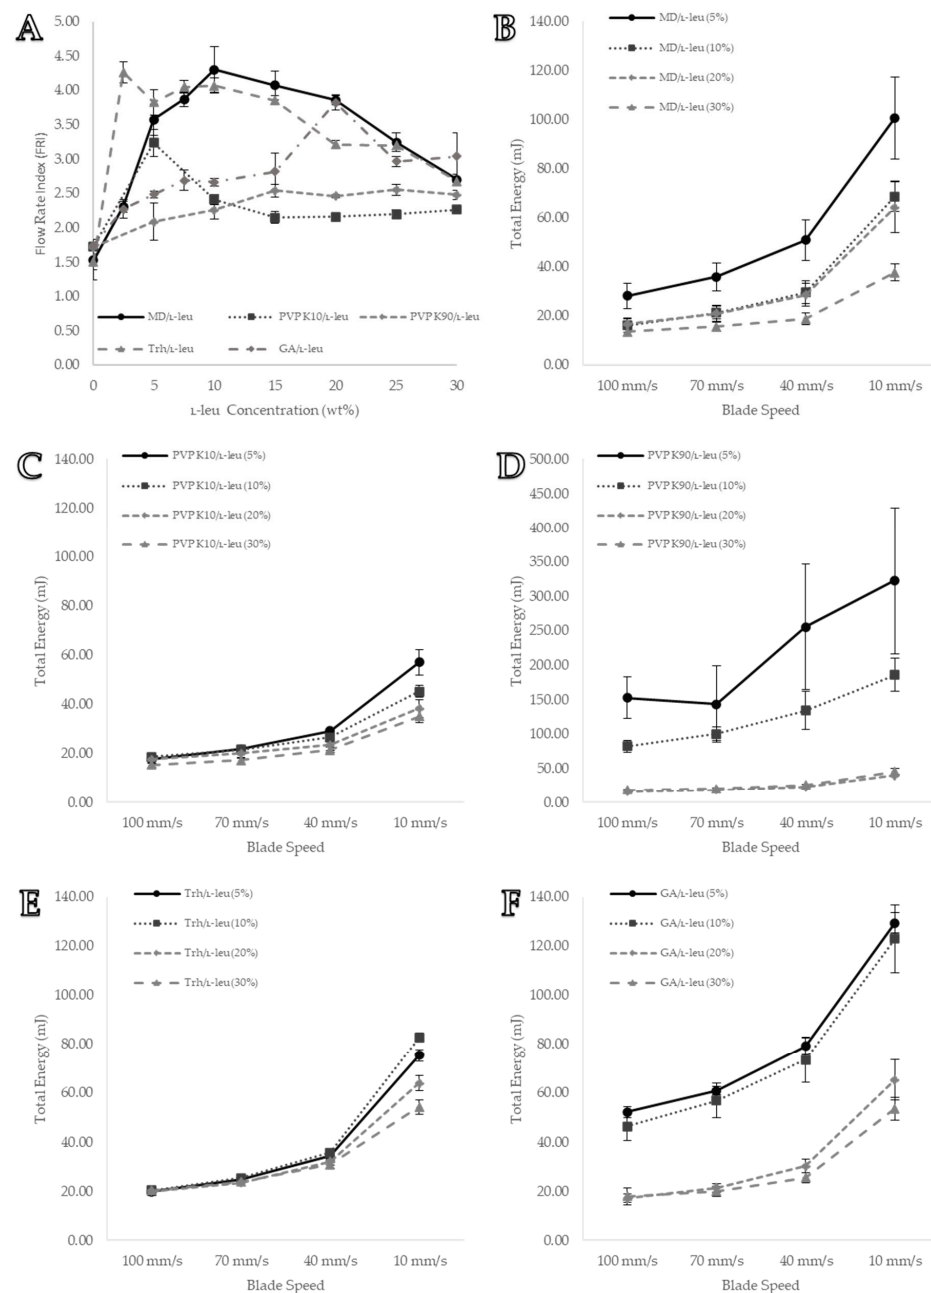 A
5.00
4.50
4.00
3.50
3.00
2.50
2.00
1.50
1.00
0.50
0.00
Flow Rate Index (FRI)
MD/ʟ-leu
PVP K10/ʟ-leu
PVP K90/ʟ-leu
Trh/ʟ-leu
GA/ʟ-leu
0 5 10 15 20 25 30
ʟ-leu Concentration (wt%)
B
MD/ʟ-leu (5%)
MD/ʟ-leu (10%)
MD/ʟ-leu (20%)
MD/ʟ-leu (30%)
140.00
120.00
100.00
80.00
60.00
40.00
20.00
0.00
Total Energy (mJ)
100 mm/s 70 mm/s 40 mm/s 10 mm/s
Blade Speed
C
PVP K10/ʟ-leu (5%)
PVP K10/ʟ-leu (10%)
PVP K10/ʟ-leu (20%)
PVP K10/ʟ-leu (30%)
140.00
120.00
100.00
80.00
60.00
40.00
20.00
0.00
Total Energy (mJ)
100 mm/s 70 mm/s 40 mm/s 10 mm/s
Blade Speed
D
PVP K90/ʟ-leu (5%)
PVP K90/ʟ-leu (10%)
PVP K90/ʟ-leu (20%)
PVP K90/ʟ-leu (30%)
500.00
450.00
400.00
350.00
300.00
250.00
200.00
150.00
100.00
50.00
0.00
Total Energy (mJ)
100 mm/s 70 mm/s 40 mm/s 10 mm/s
Blade Speed
E
Trh/ʟ-leu (5%)
Trh/ʟ-leu (10%)
Trh/ʟ-leu (20%)
Trh/ʟ-leu (30%)
140.00
120.00
100.00
80.00
60.00
40.00
20.00
0.00
Total Energy (mJ)
100 mm/s 70 mm/s 40 mm/s 10 mm/s
Blade Speed
F
GA/ʟ-leu (5%)
GA/ʟ-leu (10%)
GA/ʟ-leu (20%)
GA/ʟ-leu (30%)
140.00
120.00
100.00
80.00
60.00
40.00
20.00
0.00
Total Energy (mJ)
100 mm/s 70 mm/s 40 mm/s 10 mm/s
Blade Speed